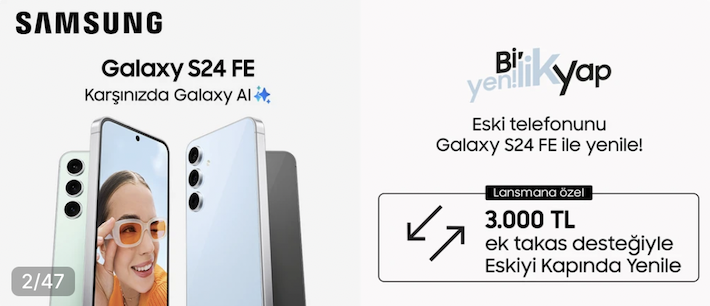 SAMSUNG
Galaxy S24 FE
Karşınızda Galaxy AI
Bir
yenilik yap
Eski telefonunu
Galaxy S24 FE ile yenile!
Lansmana özel
3.000 TL
ek takas desteğiyle
Eskiyi Kapında Yenile
2/47